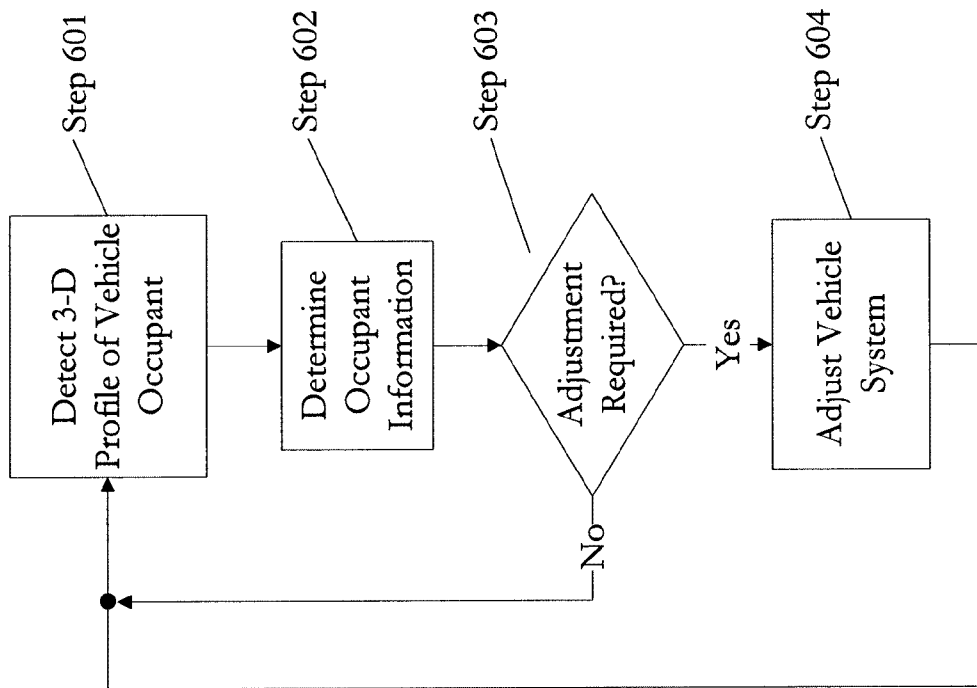 Detect 3-D
Profile of Vehicle
Occupant
Step 601
Determine
Occupant
Information
Step 602
Adjustment
Required?
Step 603
No
Yes
Adjust Vehicle
System
Step 604